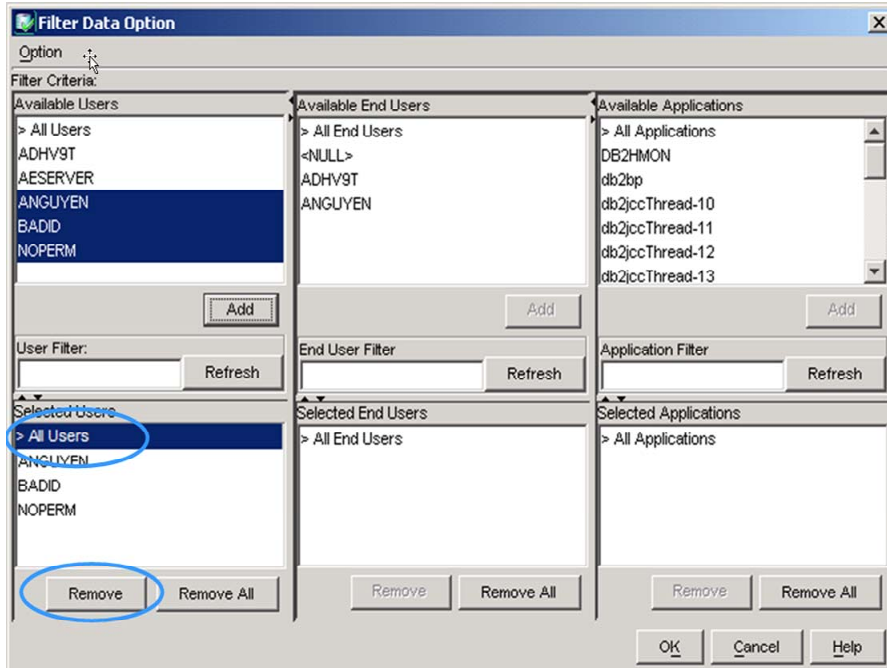 Filter Data Option
Option
Filter Criteria:
Available Users
> All Users
ADHV9T
AESERVER
ANGUYEN
BADID
NOPERM
Add
User Filter:
Refresh
Selected Users
> All Users
ANGUYEN
BADID
NOPERM
Remove
Remove All
Available End Users
> All End Users
<NULL>
ADHV9T
ANGUYEN
Add
End User Filter
Refresh
Selected End Users
> All End Users
Remove
Remove All
Available Applications
> All Applications
DB2HMON
db2bp
db2jccThread-10
db2jccThread-11
db2jccThread-12
db2jccThread-13
Add
Application Filter
Refresh
Selected Applications
> All Applications
Remove
Remove All
OK
Cancel
Help